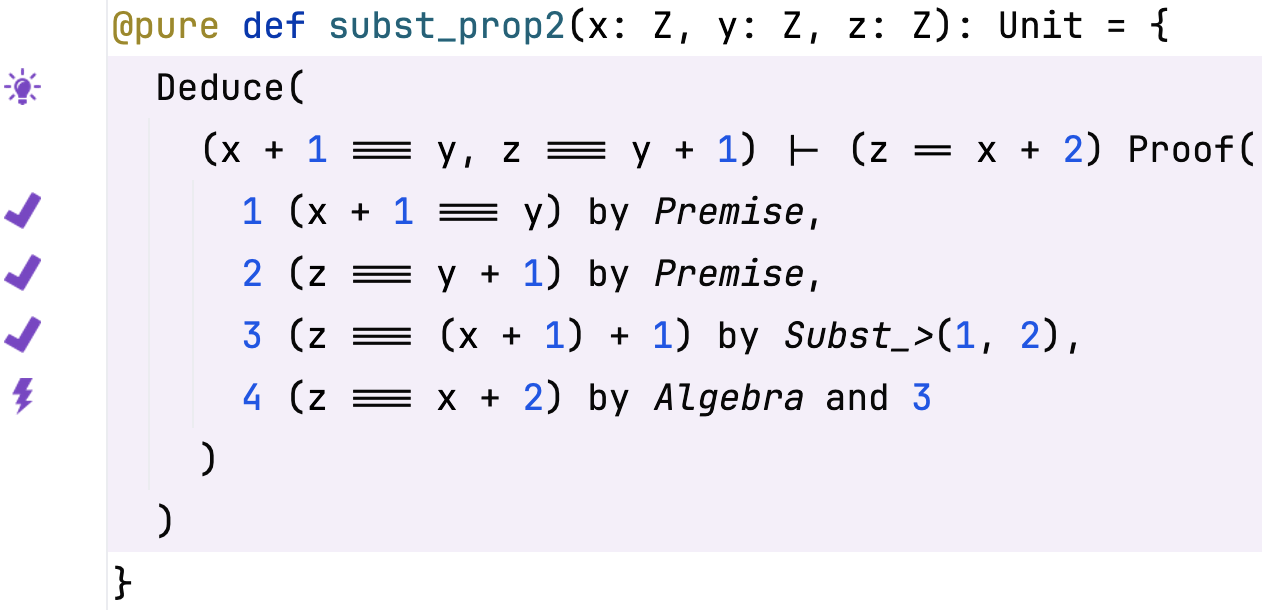 @pure def subst_prop2(x: Z, y: Z, z: Z): Unit = {
Deduce(
(x + 1 ≡ y, z ≡ y + 1) ⊢ (z == x + 2) Proof(
1 (x + 1 ≡ y) by Premise,
2 (z ≡ y + 1) by Premise,
3 (z ≡ (x + 1) + 1) by Subst_>(1, 2),
4 (z ≡ x + 2) by Algebra and 3
)
)
}